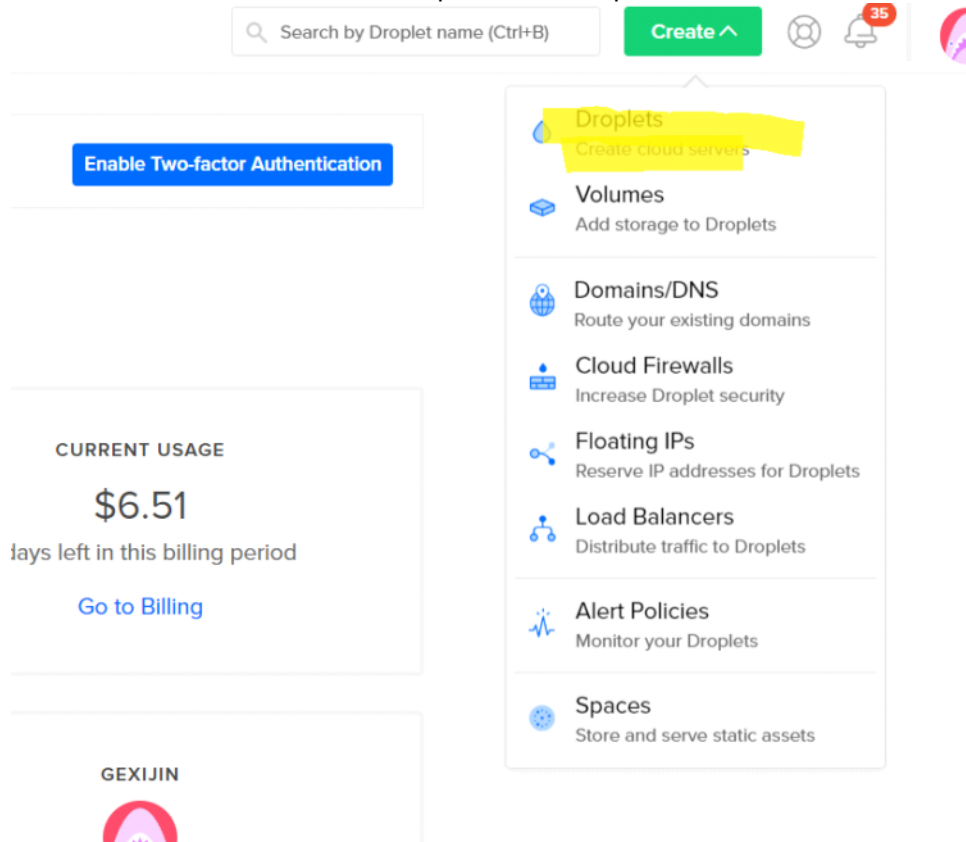 Search by Droplet name (Ctrl+B)
Create
35
Enable Two-factor Authentication
Droplets
Create cloud servers
Volumes
Add storage to Droplets
Domains/DNS
Route your existing domains
Cloud Firewalls
Increase Droplet security
Floating IPs
Reserve IP addresses for Droplets
Load Balancers
Distribute traffic to Droplets
Alert Policies
Monitor your Droplets
Spaces
Store and serve static assets
CURRENT USAGE
$6.51
days left in this billing period
Go to Billing
GEXIJIN